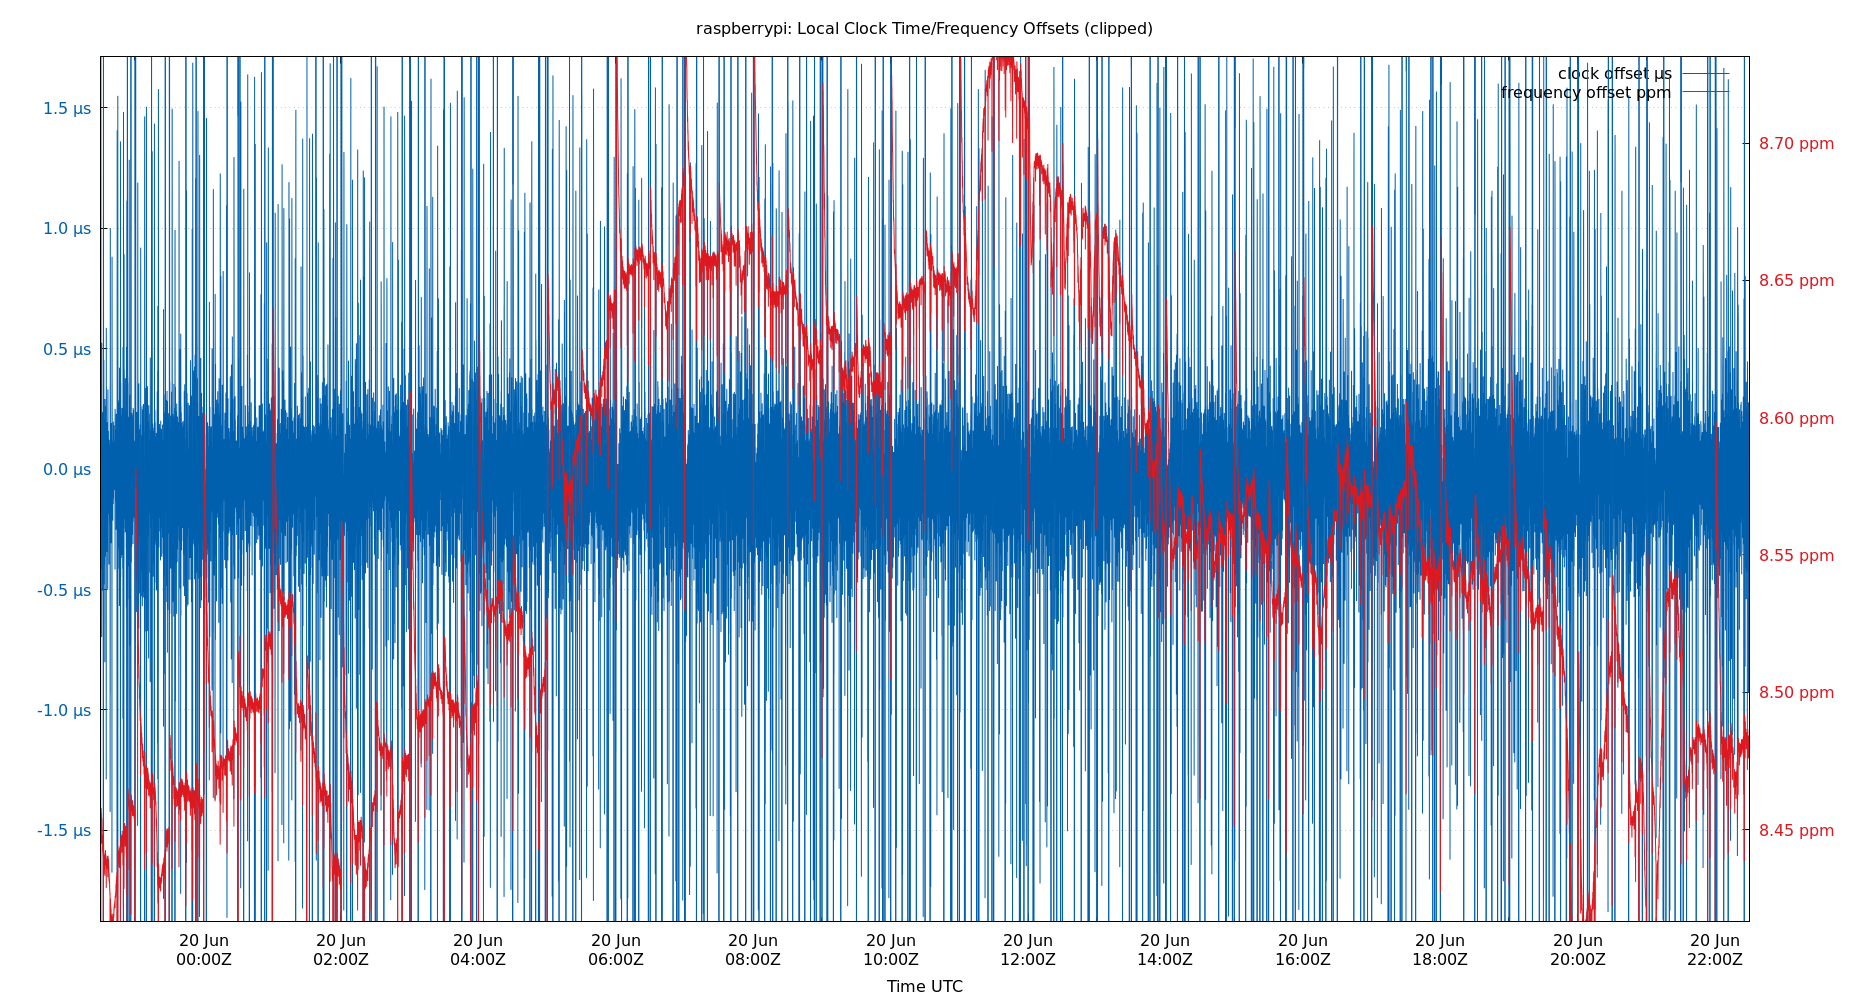 raspberrypi: Local Clock Time/Frequency Offsets (clipped)
clock offset µs
frequency offset ppm
1.5 µs
1.0 µs
0.5 µs
0.0 µs
-0.5 µs
-1.0 µs
-1.5 µs
8.70 ppm
8.65 ppm
8.60 ppm
8.55 ppm
8.50 ppm
8.45 ppm
20 Jun 20 Jun 20 Jun 20 Jun 20 Jun 20 Jun 20 Jun 20 Jun 20 Jun 20 Jun 20 Jun 20 Jun
00:00Z 02:00Z 04:00Z 06:00Z 08:00Z 10:00Z 12:00Z 14:00Z 16:00Z 18:00Z 20:00Z 22:00Z
Time UTC